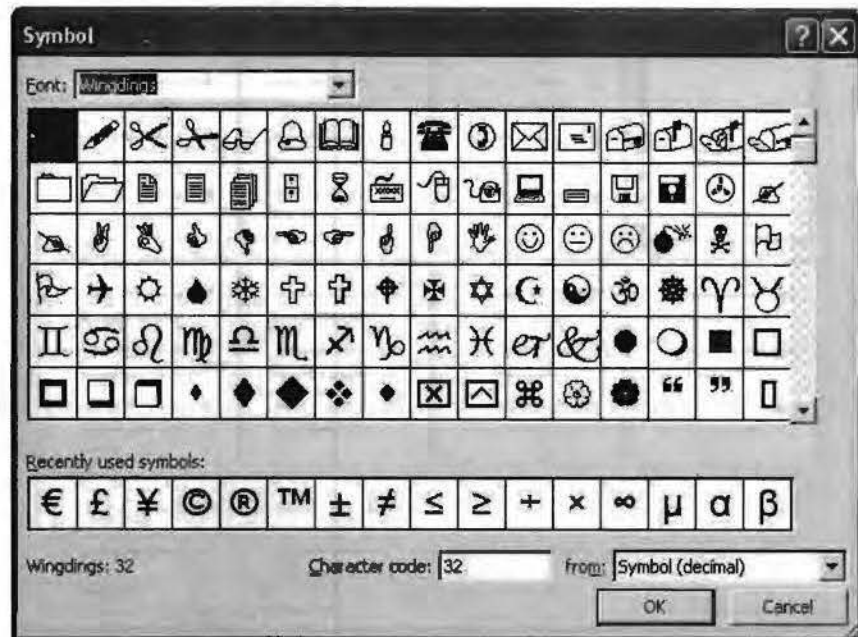 Symbol
Font: Wingdings
Recently used symbols:
€ £ ¥ © ® ™ ± ≠ ≤ ≥ ÷ × ∞ µ α β
Wingdings: 32 Character code: 32 from: Symbol (decimal)
OK Cancel